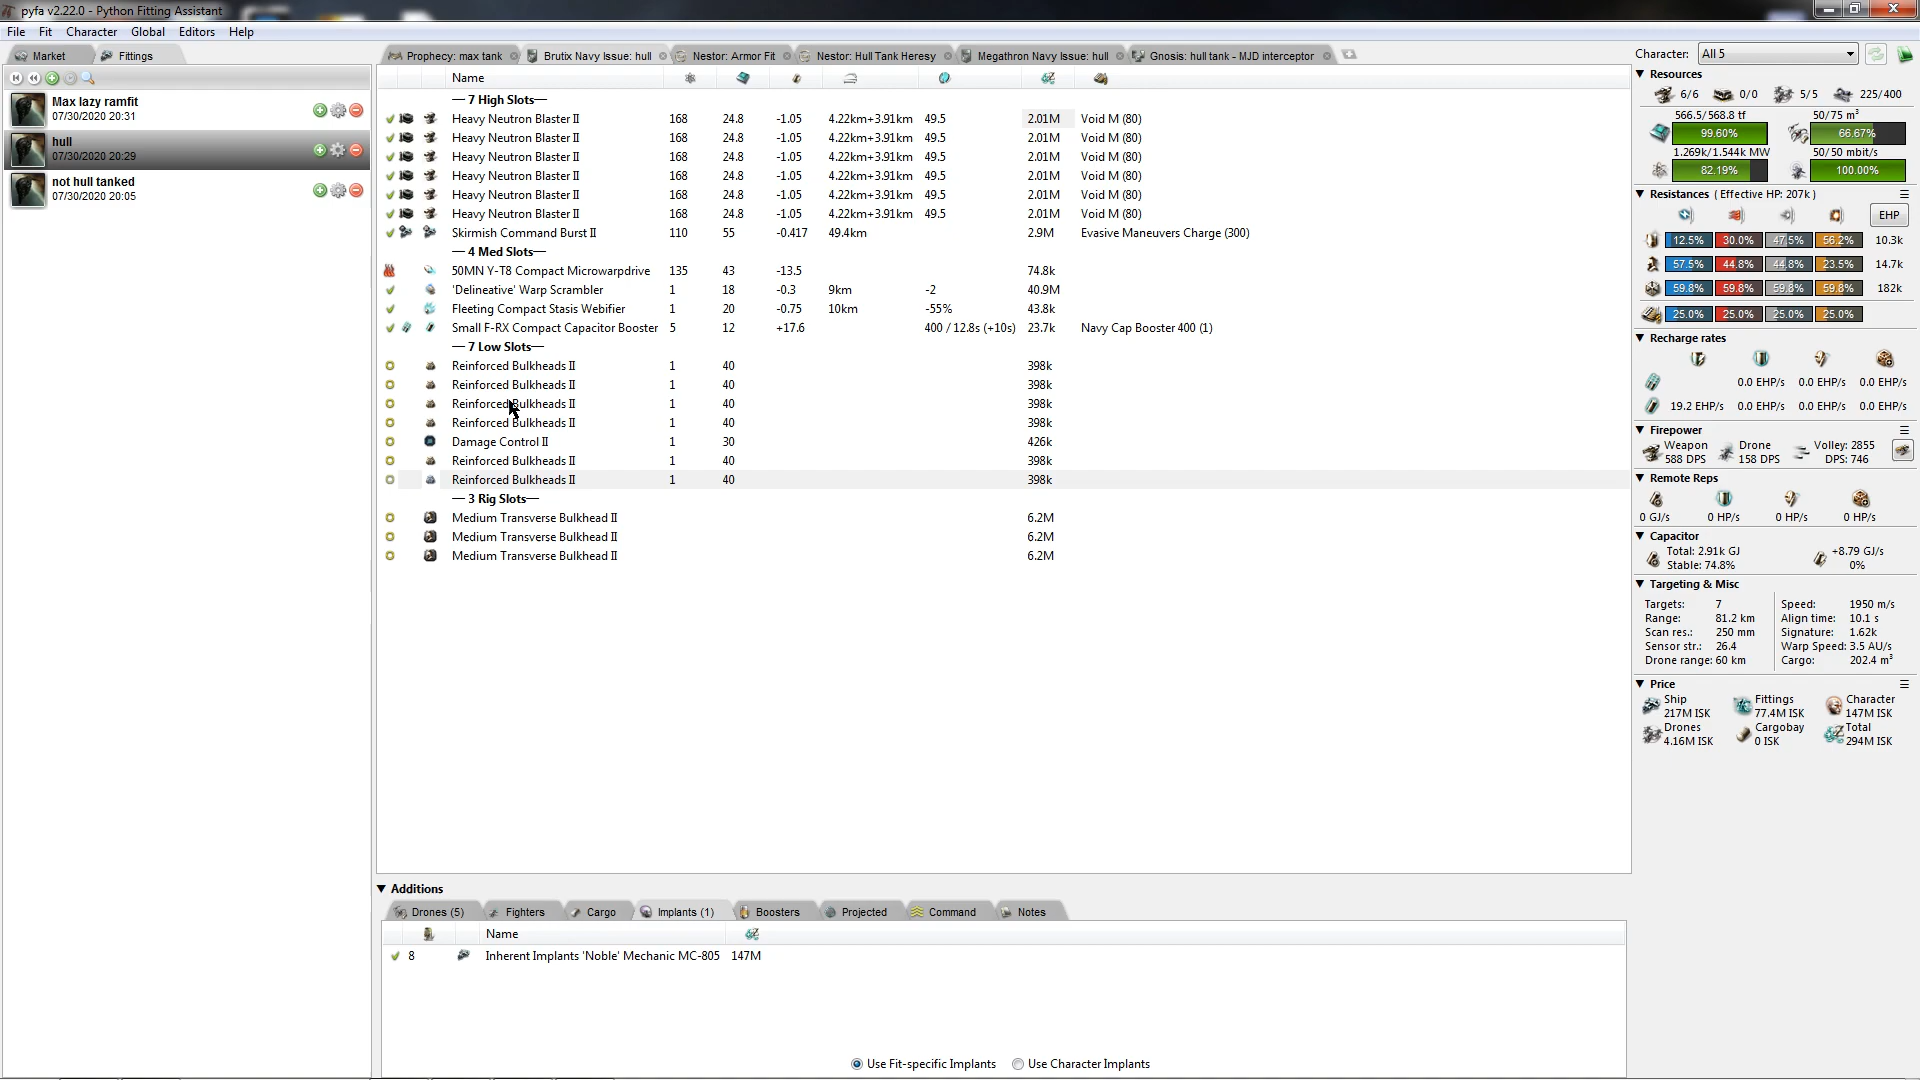 pyfa v2.22.0 - Python Fitting Assistant
File Fit Character Global Editors Help
Market Fittings
Max lazy ramfit
07/30/2020 20:31
hull
07/30/2020 20:29
not hull tanked
07/30/2020 20:05
Prophecy: max tank Brutix Navy Issue: hull Nestor: Armor Fit Nestor: Hull Tank Heresy Megathron Navy Issue: hull Gnosis: hull tank - MJD interceptor
Name
— 7 High Slots—
Heavy Neutron Blaster II 168 24.8 -1.05 4.22km+3.91km 49.5 2.01M Void M (80)
Heavy Neutron Blaster II 168 24.8 -1.05 4.22km+3.91km 49.5 2.01M Void M (80)
Heavy Neutron Blaster II 168 24.8 -1.05 4.22km+3.91km 49.5 2.01M Void M (80)
Heavy Neutron Blaster II 168 24.8 -1.05 4.22km+3.91km 49.5 2.01M Void M (80)
Heavy Neutron Blaster II 168 24.8 -1.05 4.22km+3.91km 49.5 2.01M Void M (80)
Heavy Neutron Blaster II 168 24.8 -1.05 4.22km+3.91km 49.5 2.01M Void M (80)
Skirmish Command Burst II 110 55 -0.417 49.4km 2.9M Evasive Maneuvers Charge (300)
— 4 Med Slots—
50MN Y-T8 Compact Microwarpdrive 135 43 -13.5 74.8k
'Delineative' Warp Scrambler 1 18 -0.3 9km -2 40.9M
Fleeting Compact Stasis Webifier 1 20 -0.75 10km -55% 43.8k
Small F-RX Compact Capacitor Booster 5 12 +17.6 400 / 12.8s (+10s) 23.7k Navy Cap Booster 400 (1)
— 7 Low Slots—
Reinforced Bulkheads II 1 40 398k
Reinforced Bulkheads II 1 40 398k
Reinforced Bulkheads II 1 40 398k
Reinforced Bulkheads II 1 40 398k
Damage Control II 1 30 426k
Reinforced Bulkheads II 1 40 398k
Reinforced Bulkheads II 1 40 398k
— 3 Rig Slots—
Medium Transverse Bulkhead II 6.2M
Medium Transverse Bulkhead II 6.2M
Medium Transverse Bulkhead II 6.2M
Additions
Drones (5) Fighters Cargo Implants (1) Boosters Projected Command Notes
Name
8 Inherent Implants 'Noble' Mechanic MC-805 147M
Use Fit-specific Implants Use Character Implants
Character: All 5
Resources
6/6 0/0 5/5 225/400
566.5/568.8 tf 50/75 m³
99.60% 66.67%
1.269k/1.544k MW 50/50 mbit/s
82.19% 100.00%
Resistances ( Effective HP: 207k )
EHP
12.5% 30.0% 47.5% 56.2% 10.3k
57.5% 44.8% 44.8% 23.5% 14.7k
59.8% 59.8% 59.8% 59.8% 182k
25.0% 25.0% 25.0% 25.0%
Recharge rates
0.0 EHP/s 0.0 EHP/s 0.0 EHP/s
19.2 EHP/s 0.0 EHP/s 0.0 EHP/s 0.0 EHP/s
Firepower
Weapon Drone Volley: 2855
588 DPS 158 DPS DPS: 746
Remote Reps
0 GJ/s 0 HP/s 0 HP/s 0 HP/s
Capacitor
Total: 2.91k GJ +8.79 GJ/s
Stable: 74.8% 0%
Targeting & Misc
Targets: 7 Speed: 1950 m/s
Range: 81.2 km Align time: 10.1 s
Scan res.: 250 mm Signature: 1.62k
Sensor str.: 26.4 Warp Speed: 3.5 AU/s
Drone range: 60 km Cargo: 202.4 m³
Price
Ship Fittings Character
217M ISK 77.4M ISK 147M ISK
Drones Cargobay Total
4.16M ISK 0 ISK 294M ISK